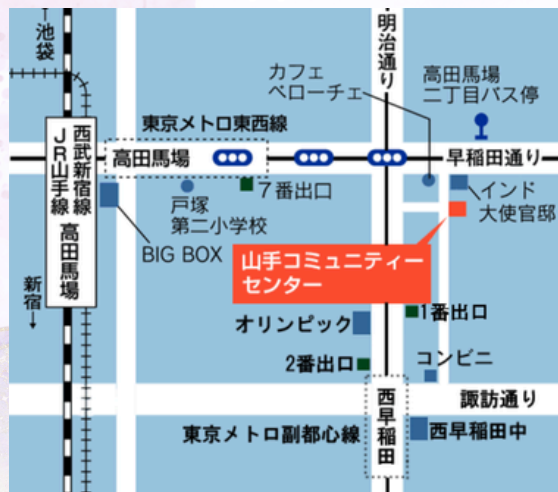 ←池袋
明治通り
カフェ
ベローチェ
高田馬場
二丁目バス停
東京メトロ東西線
高田馬場
早稲田通り
西武新宿線
JR山手線
高田馬場
戸塚
第二小学校
7番出口
インド
大使官邸
BIG BOX
山手コミュニティー
センター
新宿→
オリンピック
1番出口
2番出口
コンビニ
西早稲田
諏訪通り
東京メトロ副都心線
西早稲田中